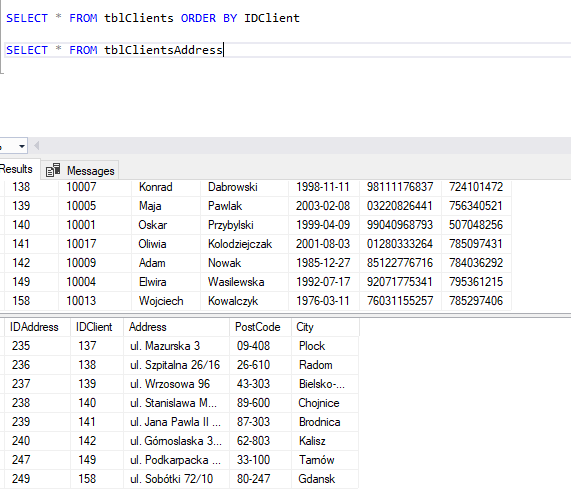 SELECT * FROM tblClients ORDER BY IDClient
SELECT * FROM tblClientsAddress
Results Messages
138 10007 Konrad Dabrowski 1998-11-11 98111176837 724101472
139 10005 Maja Pawlak 2003-02-08 03220826441 756340521
140 10001 Oskar Przybylski 1999-04-09 99040968793 507048256
141 10017 Oliwia Kolodziejczak 2001-08-03 01280333264 785097431
142 10009 Adam Nowak 1985-12-27 85122776716 784036292
149 10004 Elwira Wasilewska 1992-07-17 92071775341 795361215
158 10013 Wojciech Kowalczyk 1976-03-11 76031155257 785297406
IDAddress IDClient Address PostCode City
235 137 ul. Mazurska 3 09-408 Plock
236 138 ul. Szpitalna 26/16 26-610 Radom
237 139 ul. Wrzosowa 96 43-303 Bielsko-...
238 140 ul. Stanislawa M... 89-600 Chojnice
239 141 ul. Jana Pawla II ... 87-303 Brodnica
240 142 ul. Górnoslaska 3... 62-803 Kalisz
247 149 ul. Podkarpacka ... 33-100 Tarnów
249 158 ul. Sobótki 72/10 80-247 Gdansk